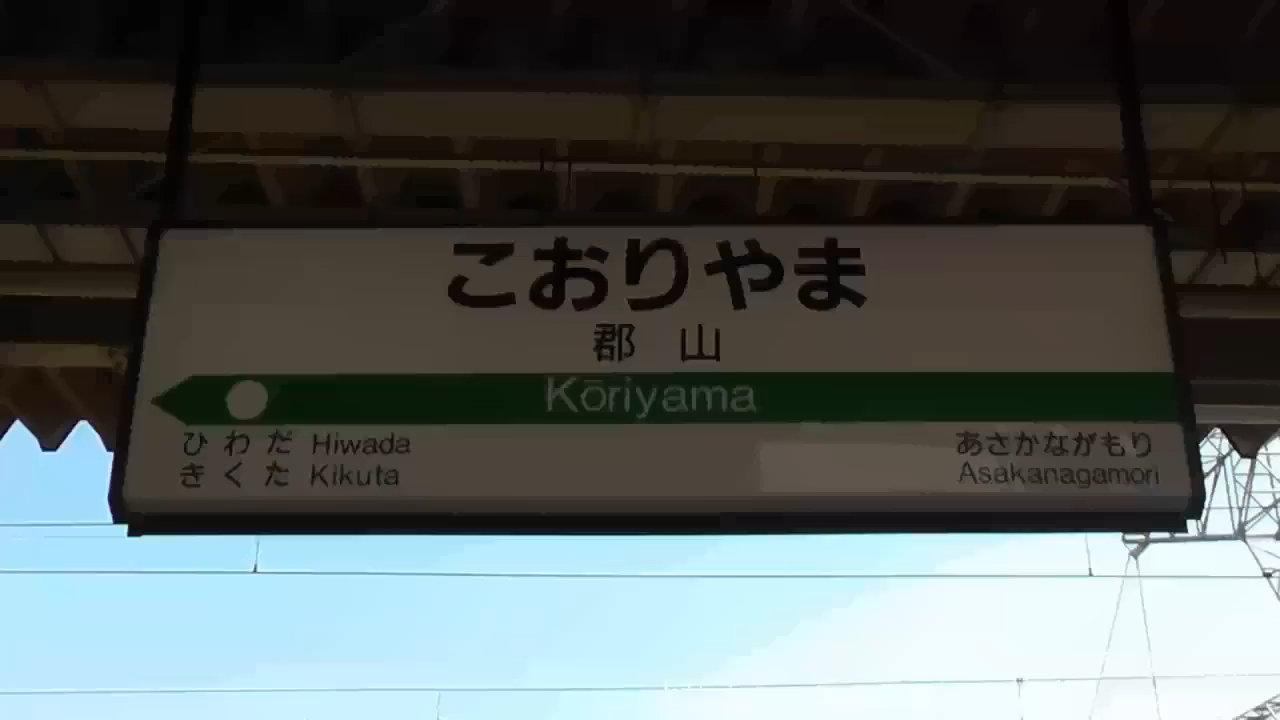 こおりやま
郡 山
Kōriyama
ひわだ Hiwada
きくた Kikuta
あさかながもり
Asakanagamori